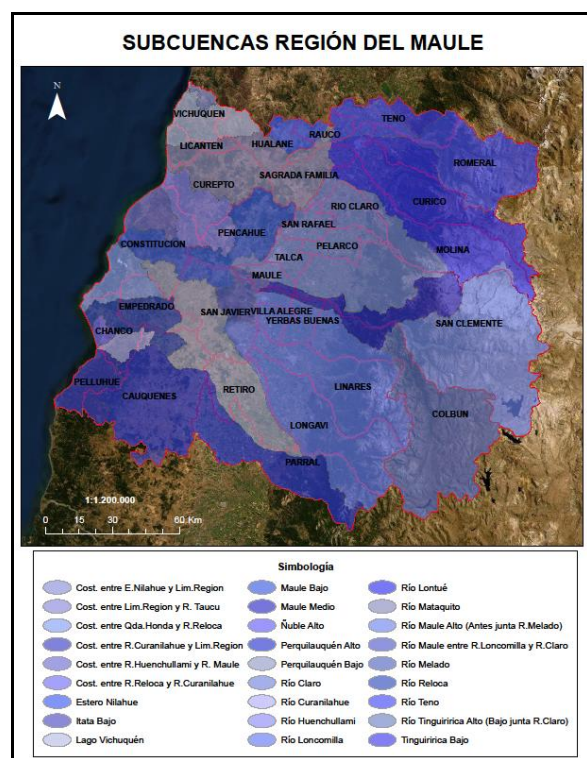 SUBCUENCAS REGIÓN DEL MAULE
N
VICHUQUEN
TENO
RAUCO
HUALANE
LICANTEN
ROMERAL
SAGRADA FAMILIA
CUREPTO
RIO CLARO
CURICO
SAN RAFAEL
PENCAHUE
CONSTITUCION
PELARCO
MOLINA
TALCA
MAULE
EMPEDRADO
SAN JAVIER
VILLA ALEGRE
YERBAS BUENAS
SAN CLEMENTE
CHANCO
PELLUHUE
CAUQUENES
RETIRO
LINARES
COLBUN
LONGAVI
PARRAL
1:1.200.000
0 15 30 60 Km
Simbología
Cost. entre E.Nilahue y Lim.Region
Cost. entre Lim.Region y R. Taucu
Cost. entre Qda.Honda y R.Reloca
Cost. entre R.Curanilahue y Lim.Region
Cost. entre R.Huenchullami y R. Maule
Cost. entre R.Reloca y R.Curanilahue
Estero Nilahue
Itata Bajo
Lago Vichuquén
Maule Bajo
Maule Medio
Ñuble Alto
Perquilauquén Alto
Perquilauquén Bajo
Río Claro
Río Curanilahue
Río Huenchullami
Río Loncomilla
Río Lontué
Río Mataquito
Río Maule Alto (Antes junta R.Melado)
Río Maule entre R.Loncomilla y R.Claro
Río Melado
Río Reloca
Río Teno
Río Tinguiririca Alto (Bajo junta R.Claro)
Tinguiririca Bajo